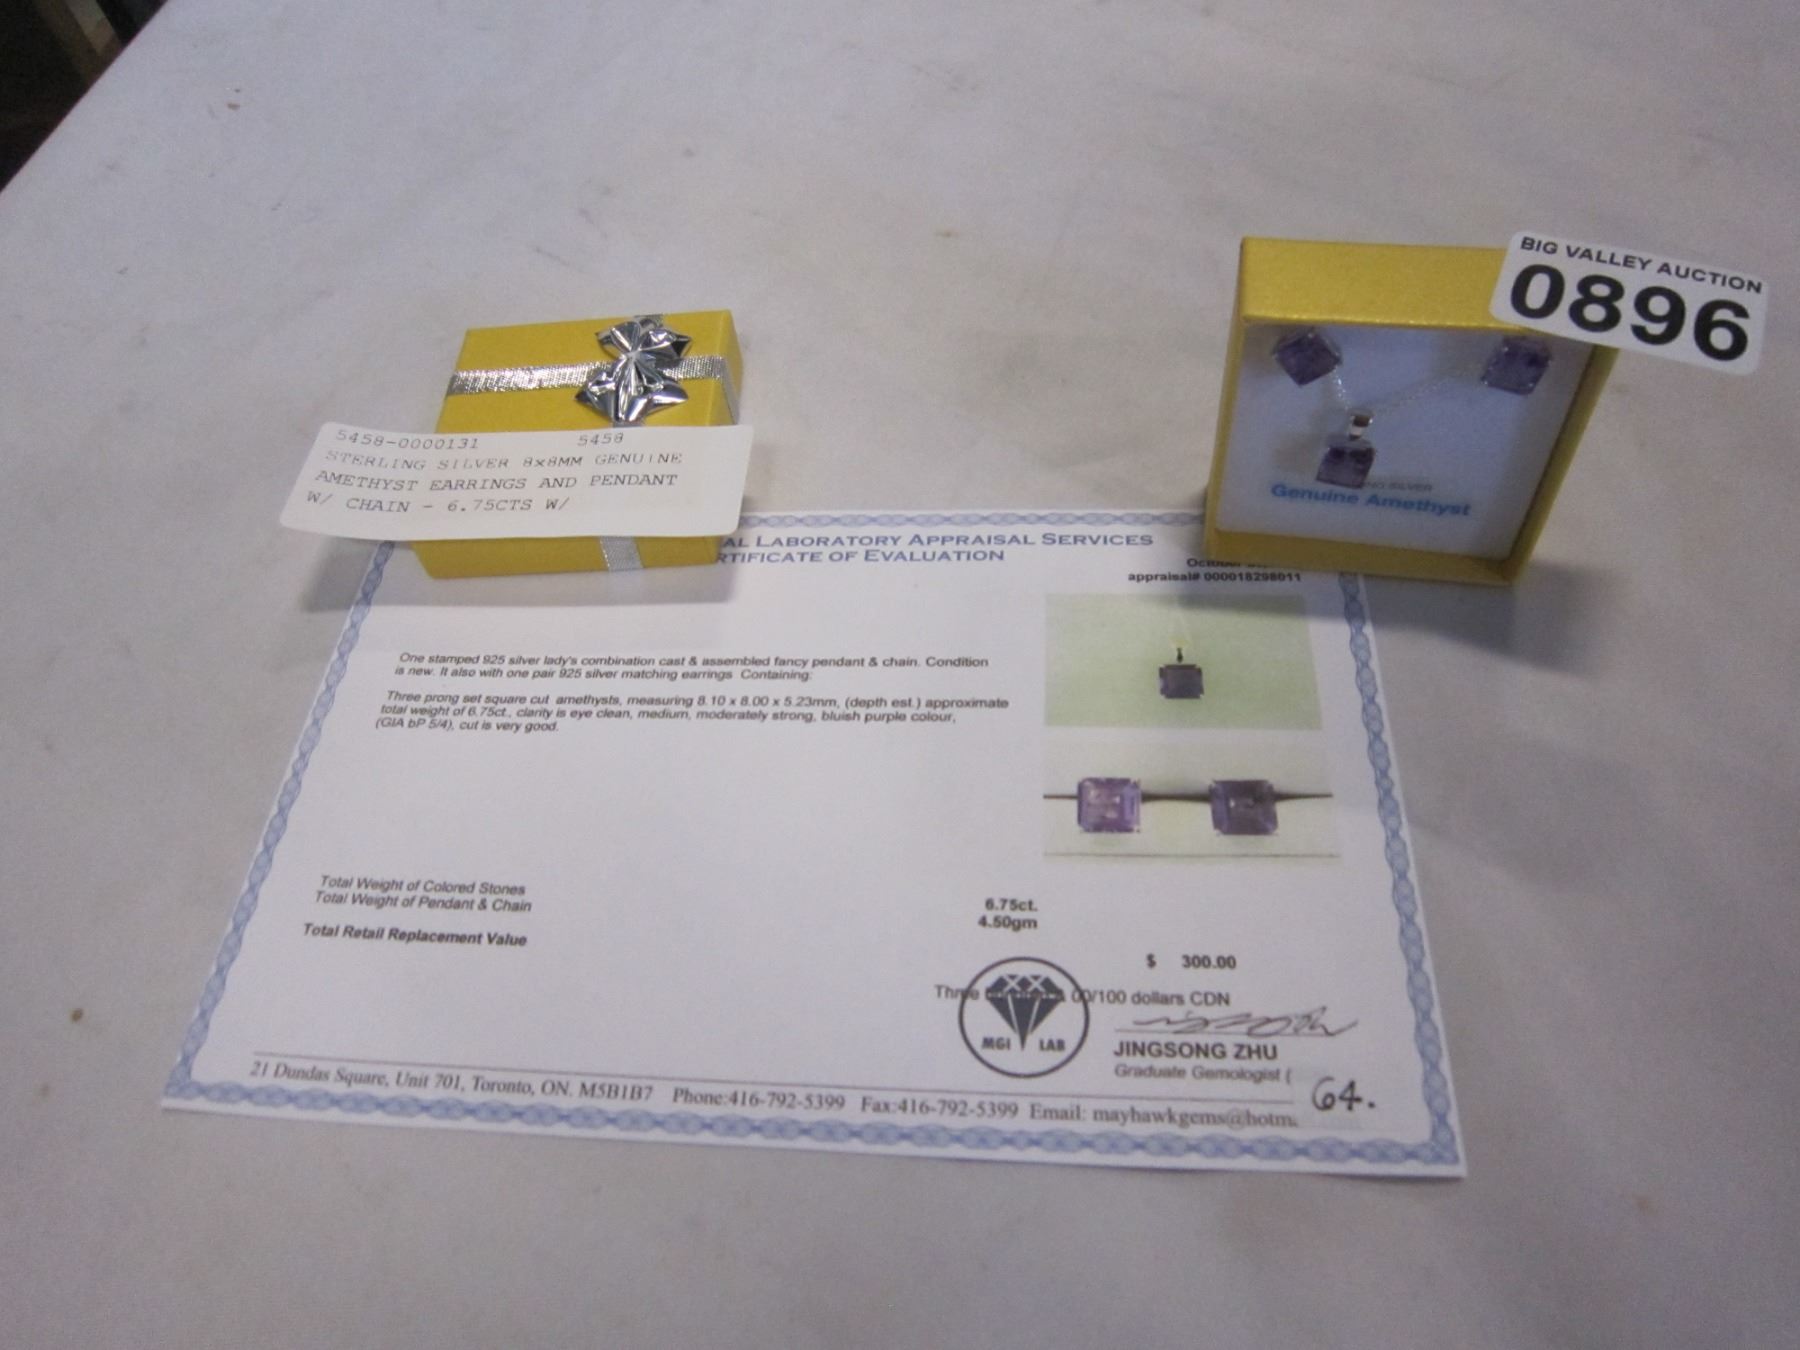 BIG VALLEY AUCTION
0896
5458-0000131 5458
STERLING SILVER 8x8MM GENUINE
AMETHYST EARRINGS AND PENDANT
W/ CHAIN - 6.75CTS W/
SILVER
Genuine Amethyst
LABORATORY APPRAISAL SERVICES
OF EVALUATION
appraisal# 000018298011
One stamped 925 silver lady's combination cast & assembled fancy pendant & chain. Condition
is new. It also with one pair 925 silver matching earrings Containing:
Three prong set square cut amethysts, measuring 8.10 x 8.00 x 5.23mm, (depth est.) approximate
total weight of 6.75ct., clarity is eye clean, medium, moderately strong, bluish purple colour,
(GIA bP 5/4), cut is very good.
Total Weight of Colored Stones 6.75ct.
Total Weight of Pendant & Chain 4.50gm
Total Retail Replacement Value $ 300.00
Three 00/100 dollars CDN
MGI LAB
JINGSONG ZHU
Graduate Gemologist (
64.
21 Dundas Square, Unit 701, Toronto, ON. M5B1B7 Phone:416-792-5399 Fax:416-792-5399 Email: mayhawkgems@hotm